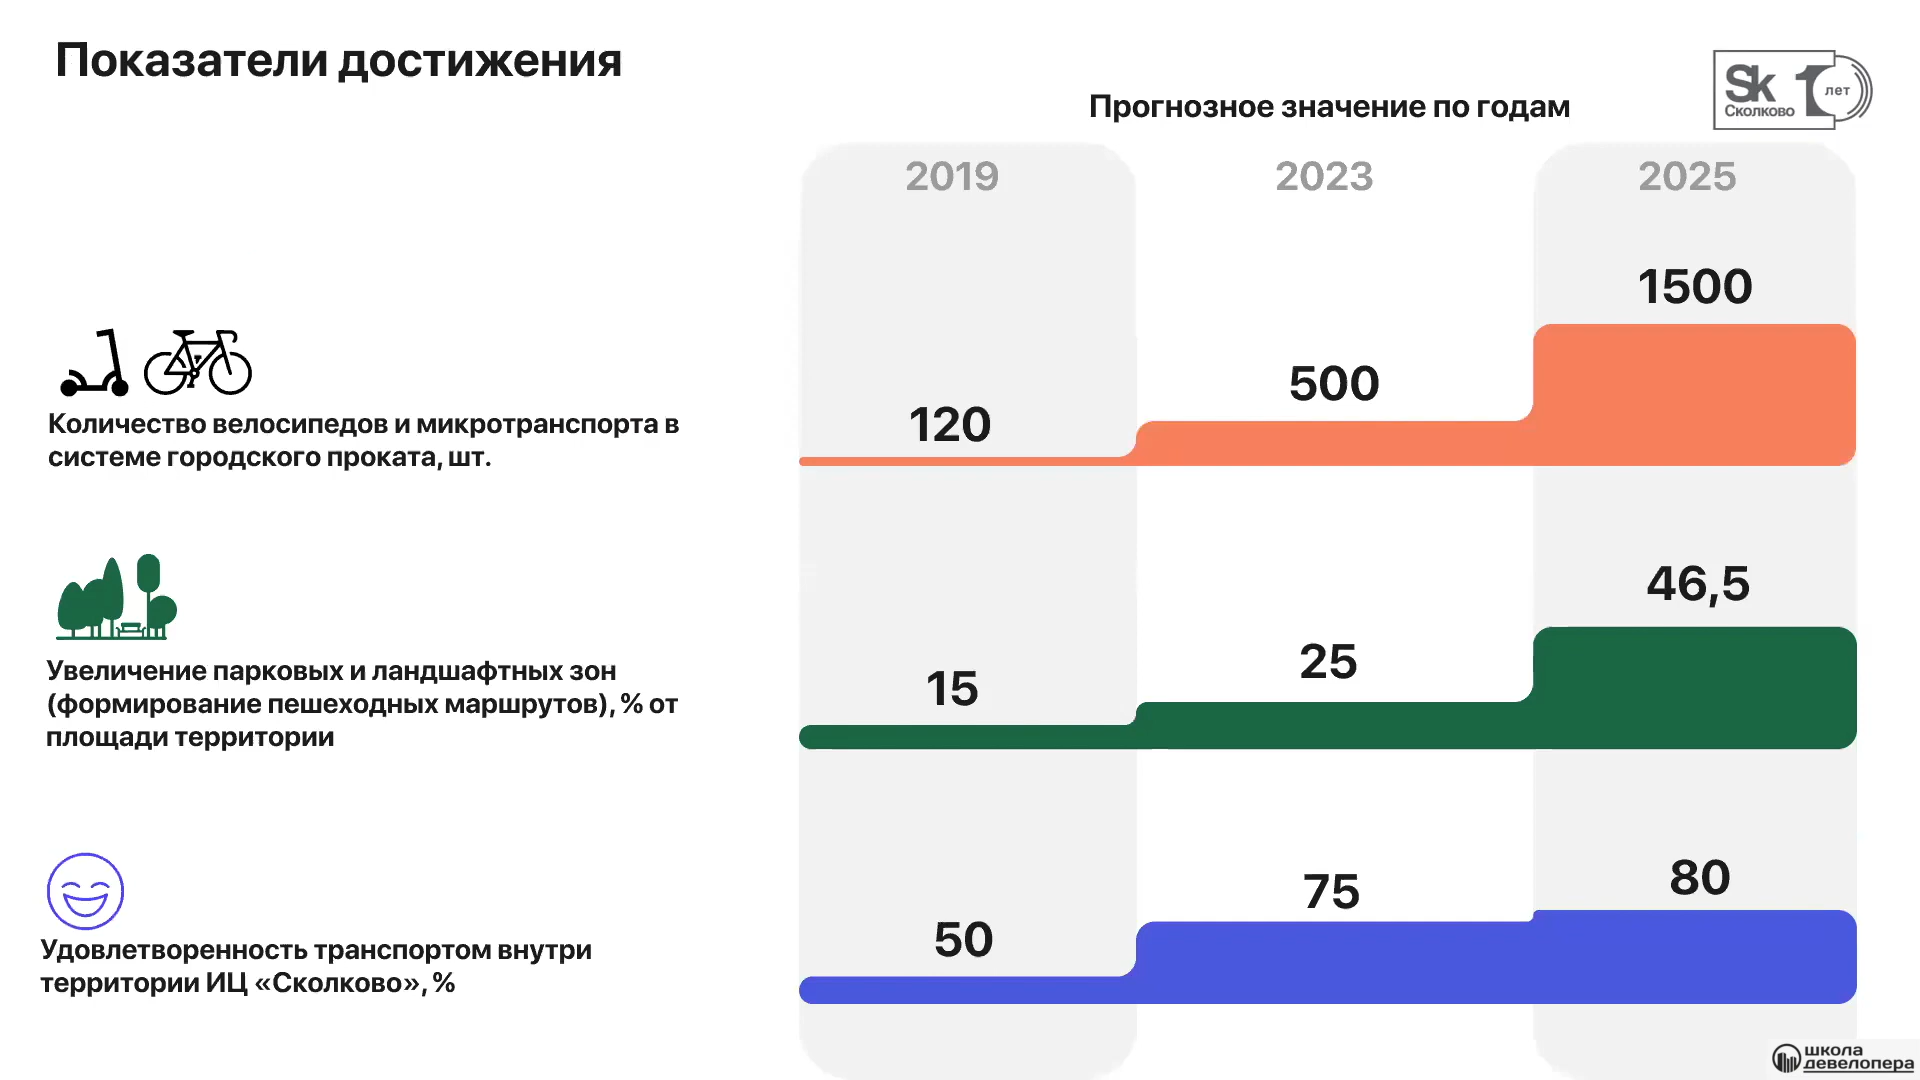 Показатели достижения
Прогнозное значение по годам
Sk 10 лет
Сколково
2019 2023 2025
120 500 1500
Количество велосипедов и микротранспорта в
системе городского проката, шт.
15 25 46,5
Увеличение парковых и ландшафтных зон
(формирование пешеходных маршрутов), % от
площади территории
50 75 80
Удовлетворенность транспортом внутри
территории ИЦ «Сколково», %
школа
девелопера